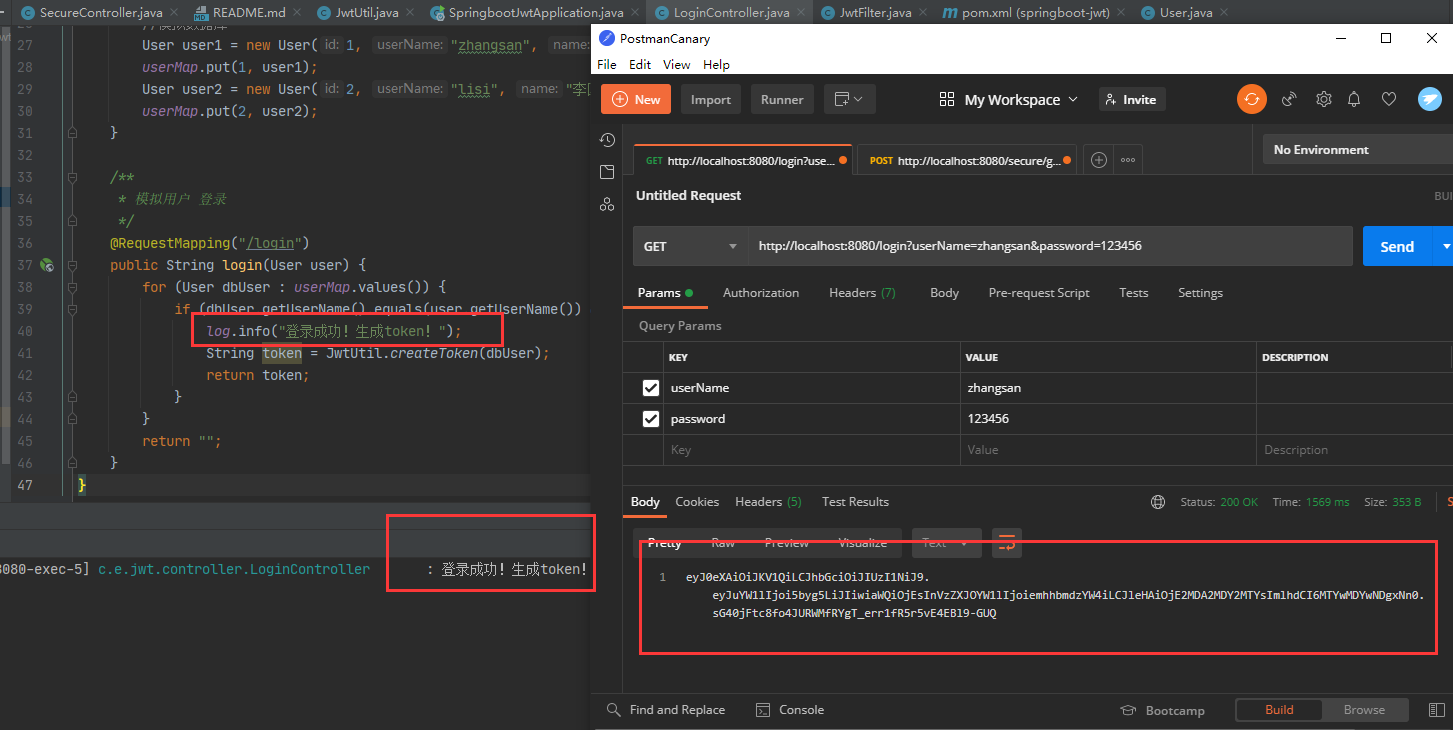 SecureController.java
README.md
JwtUtil.java
SpringbootJwtApplication.java
LoginController.java
JwtFilter.java
pom.xml (springboot-jwt)
User.java
27 User user1 = new User( id: 1, userName: "zhangsan", name:
28 userMap.put(1, user1);
29 User user2 = new User( id: 2, userName: "lisi", name: "李
30 userMap.put(2, user2);
31 }
32
33 /**
34 * 模拟用户 登录
35 */
36 @RequestMapping("/login")
37 public String login(User user) {
38 for (User dbUser : userMap.values()) {
39 if (dbUser.getUserName().equals(user.getUserName())
40 log.info("登录成功！生成token！");
41 String token = JwtUtil.createToken(dbUser);
42 return token;
43 }
44 }
45 return "";
46 }
47 }
8080-exec-5] c.e.jwt.controller.LoginController : 登录成功！生成token！
PostmanCanary
File Edit View Help
New Import Runner My Workspace Invite
GET http://localhost:8080/login?use... POST http://localhost:8080/secure/g... No Environment
Untitled Request BUI
GET http://localhost:8080/login?userName=zhangsan&password=123456 Send
Params Authorization Headers (7) Body Pre-request Script Tests Settings
Query Params
KEY VALUE DESCRIPTION
userName zhangsan
password 123456
Key Value Description
Body Cookies Headers (5) Test Results Status: 200 OK Time: 1569 ms Size: 353 B S
Pretty Raw Preview Visualize Text
1 eyJ0eXAiOiJKV1QiLCJhbGciOiJIUzI1NiJ9.
eyJuYW1lIjoi5byg5LiJIiwiaWQiOjEsInVzZXJOYW1lIjoiemhhbmdzYW4iLCJleHAiOjE2MDA2MDY2MTYsImlhdCI6MTYwMDYwNDgxNn0.
sG40jFtc8fo4JURWMfRYgT_err1fR5r5vE4EBl9-GUQ
Find and Replace Console Bootcamp Build Browse